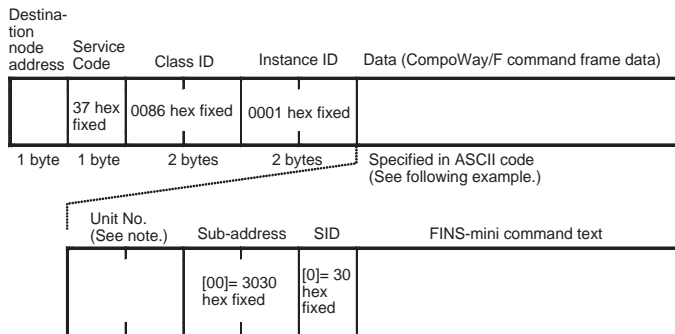 Destina-
tion
node
address
Service
Code
Class ID
Instance ID
Data (CompoWay/F command frame data)
37 hex
fixed
0086 hex fixed
0001 hex fixed
1 byte
1 byte
2 bytes
2 bytes
Specified in ASCII code
(See following example.)
Unit No.
(See note.)
Sub-address
SID
FINS-mini command text
[00]= 3030
hex fixed
[0]= 30
hex
fixed